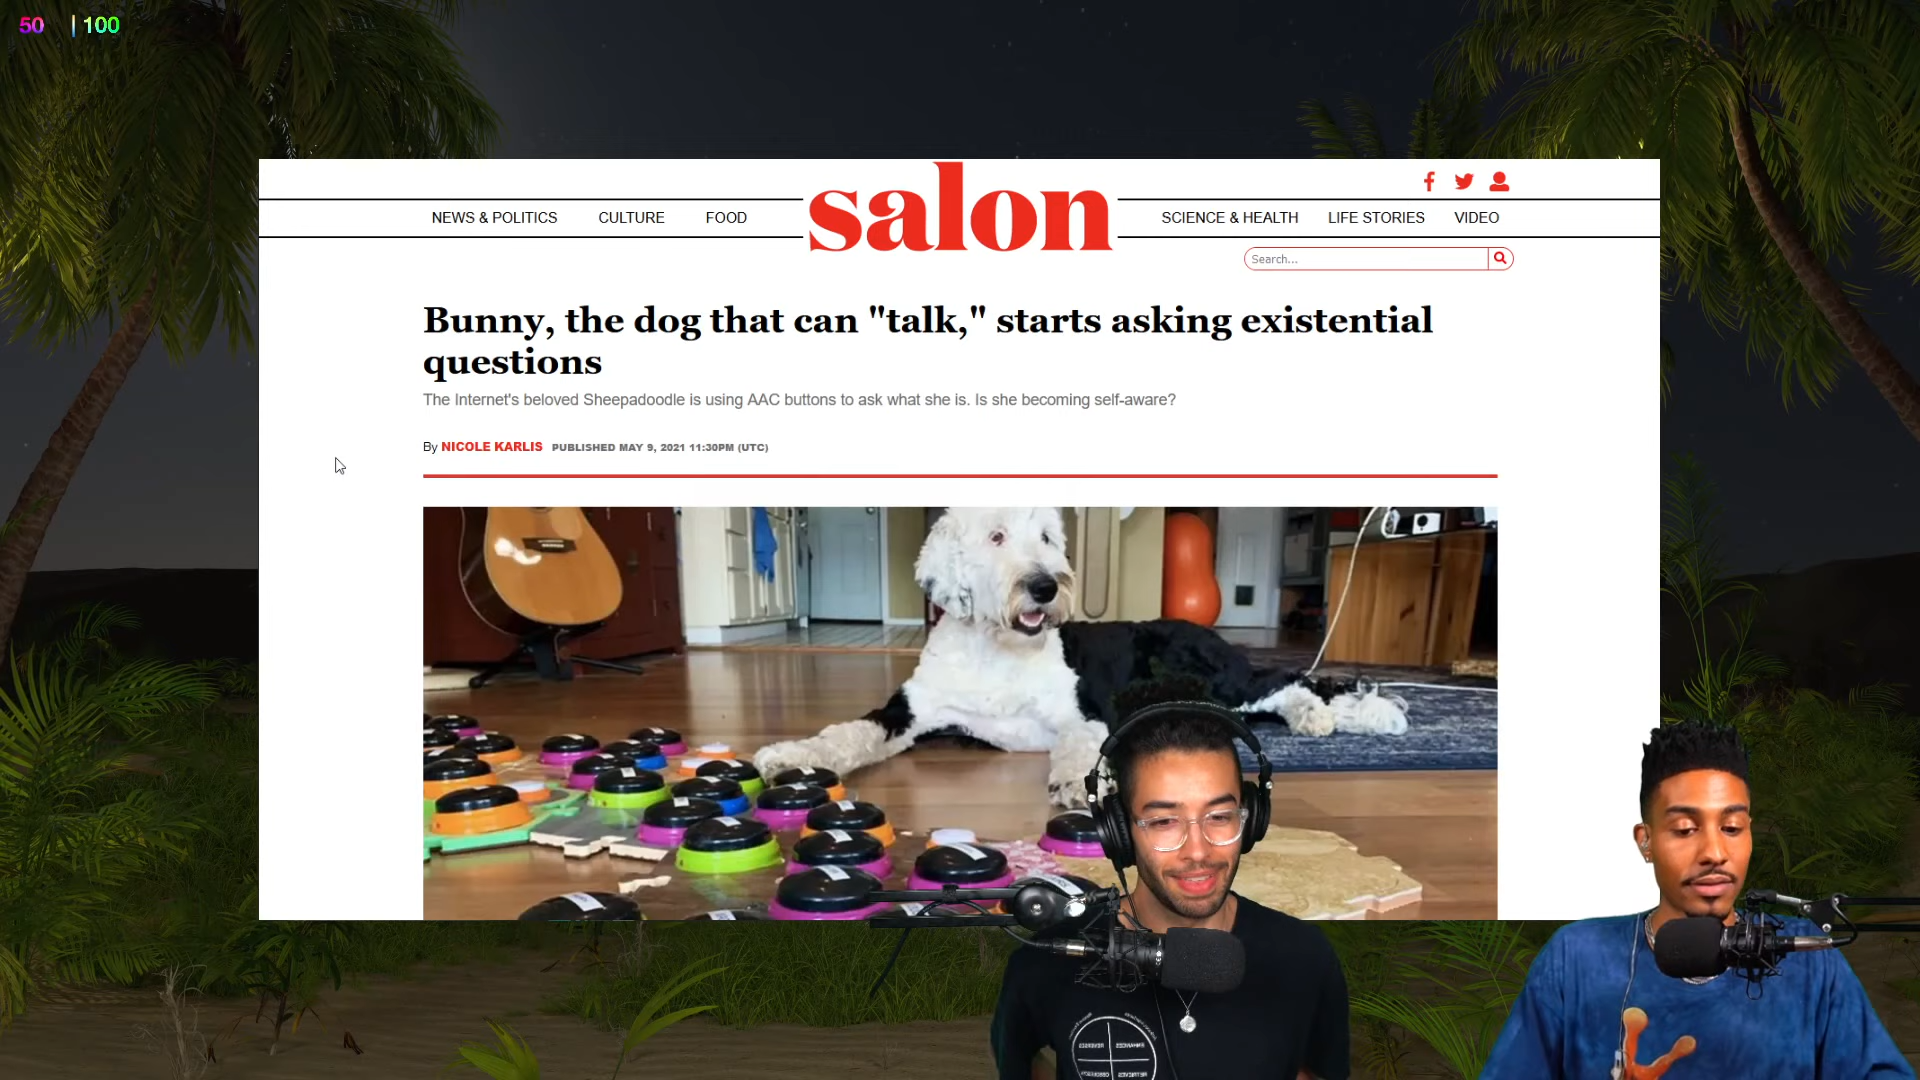 50 | 100
salon
NEWS & POLITICS CULTURE FOOD SCIENCE & HEALTH LIFE STORIES VIDEO
Search...
Bunny, the dog that can "talk," starts asking existential
questions
The Internet's beloved Sheepadoodle is using AAC buttons to ask what she is. Is she becoming self-aware?
By NICOLE KARLIS PUBLISHED MAY 9, 2021 11:30PM (UTC)